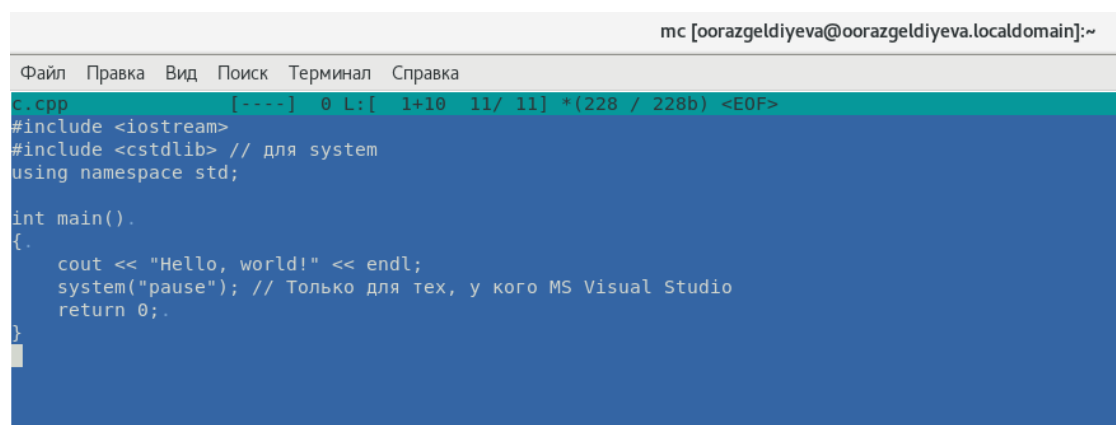 mc [oorazgeldiyeva@oorazgeldiyeva.localdomain]:~
Файл Правка Вид Поиск Терминал Справка
c.cpp [----] 0 L:[ 1+10 11/ 11] *(228 / 228b) <EOF>
#include <iostream>
#include <cstdlib> // для system
using namespace std;
int main().
{.
    cout << "Hello, world!" << endl;
    system("pause"); // Только для тех, у кого MS Visual Studio
    return 0;.
}